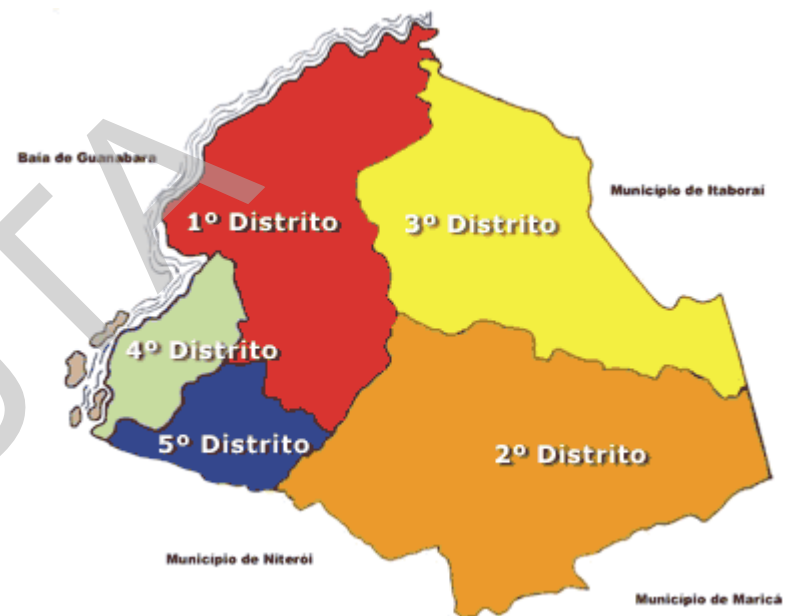 Baía de Guanabara
Município de Itaboraí
1º Distrito
3º Distrito
4º Distrito
5º Distrito
2º Distrito
Município de Niterói
Município de Maricá